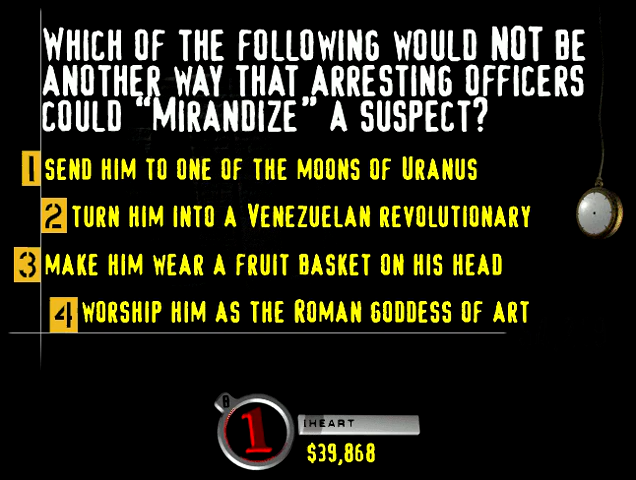 Which of the following would NOT be
another way that arresting officers
could “Mirandize” a suspect?
1 send him to one of the moons of Uranus
2 turn him into a Venezuelan revolutionary
3 make him wear a fruit basket on his head
4 worship him as the Roman goddess of art
8
1
IHEART
$39,868